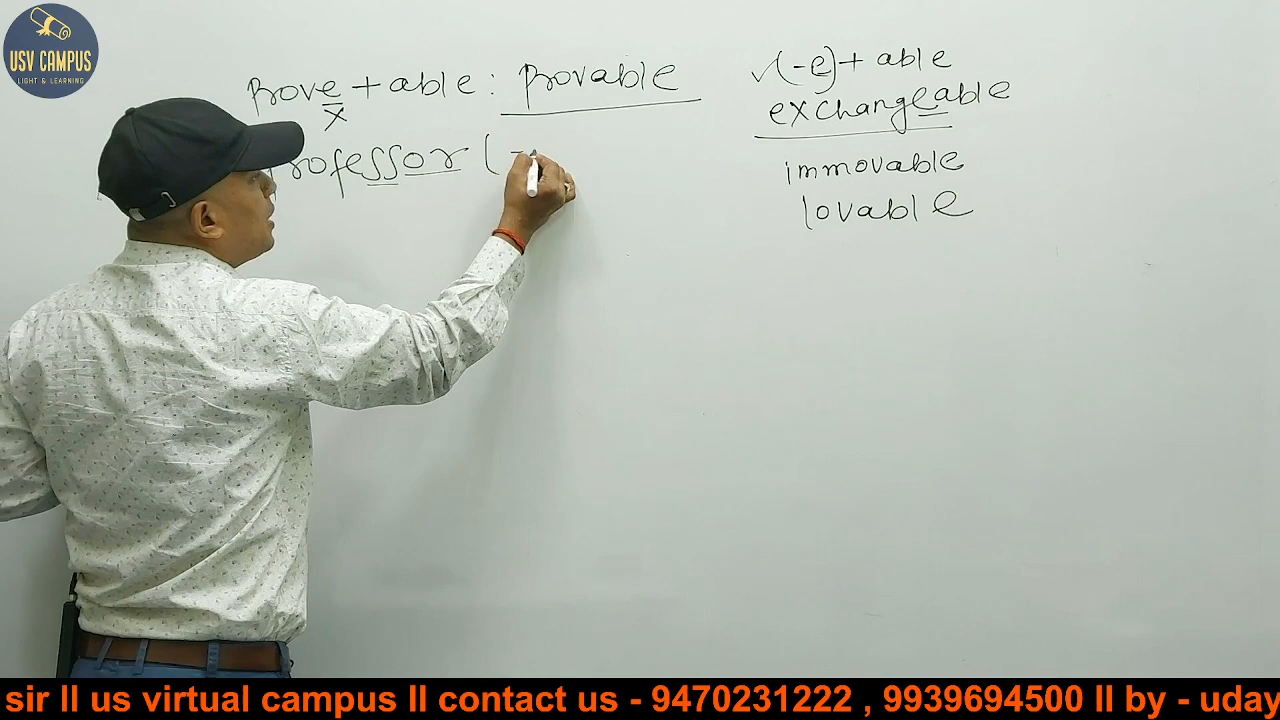 USV CAMPUS
LIGHT & LEARNING
Prove + able : Provable
x
Professor (-
✓(-e) + able
exchangeable
immovable
lovable
sir ll us virtual campus ll contact us - 9470231222 , 9939694500 ll by - uday